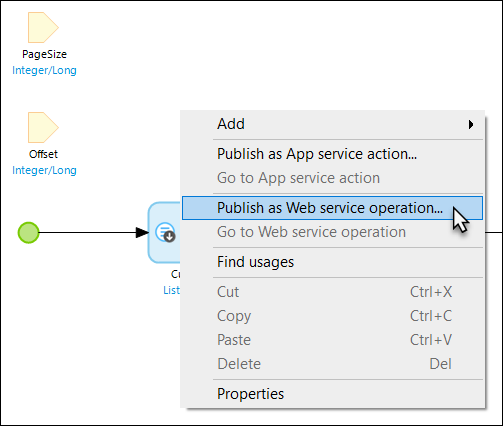 PageSize
Integer/Long
Offset
Integer/Long
Add
Publish as App service action...
Go to App service action
Publish as Web service operation...
Go to Web service operation
Find usages
Cut Ctrl+X
Copy Ctrl+C
Paste Ctrl+V
Delete Del
Properties
List